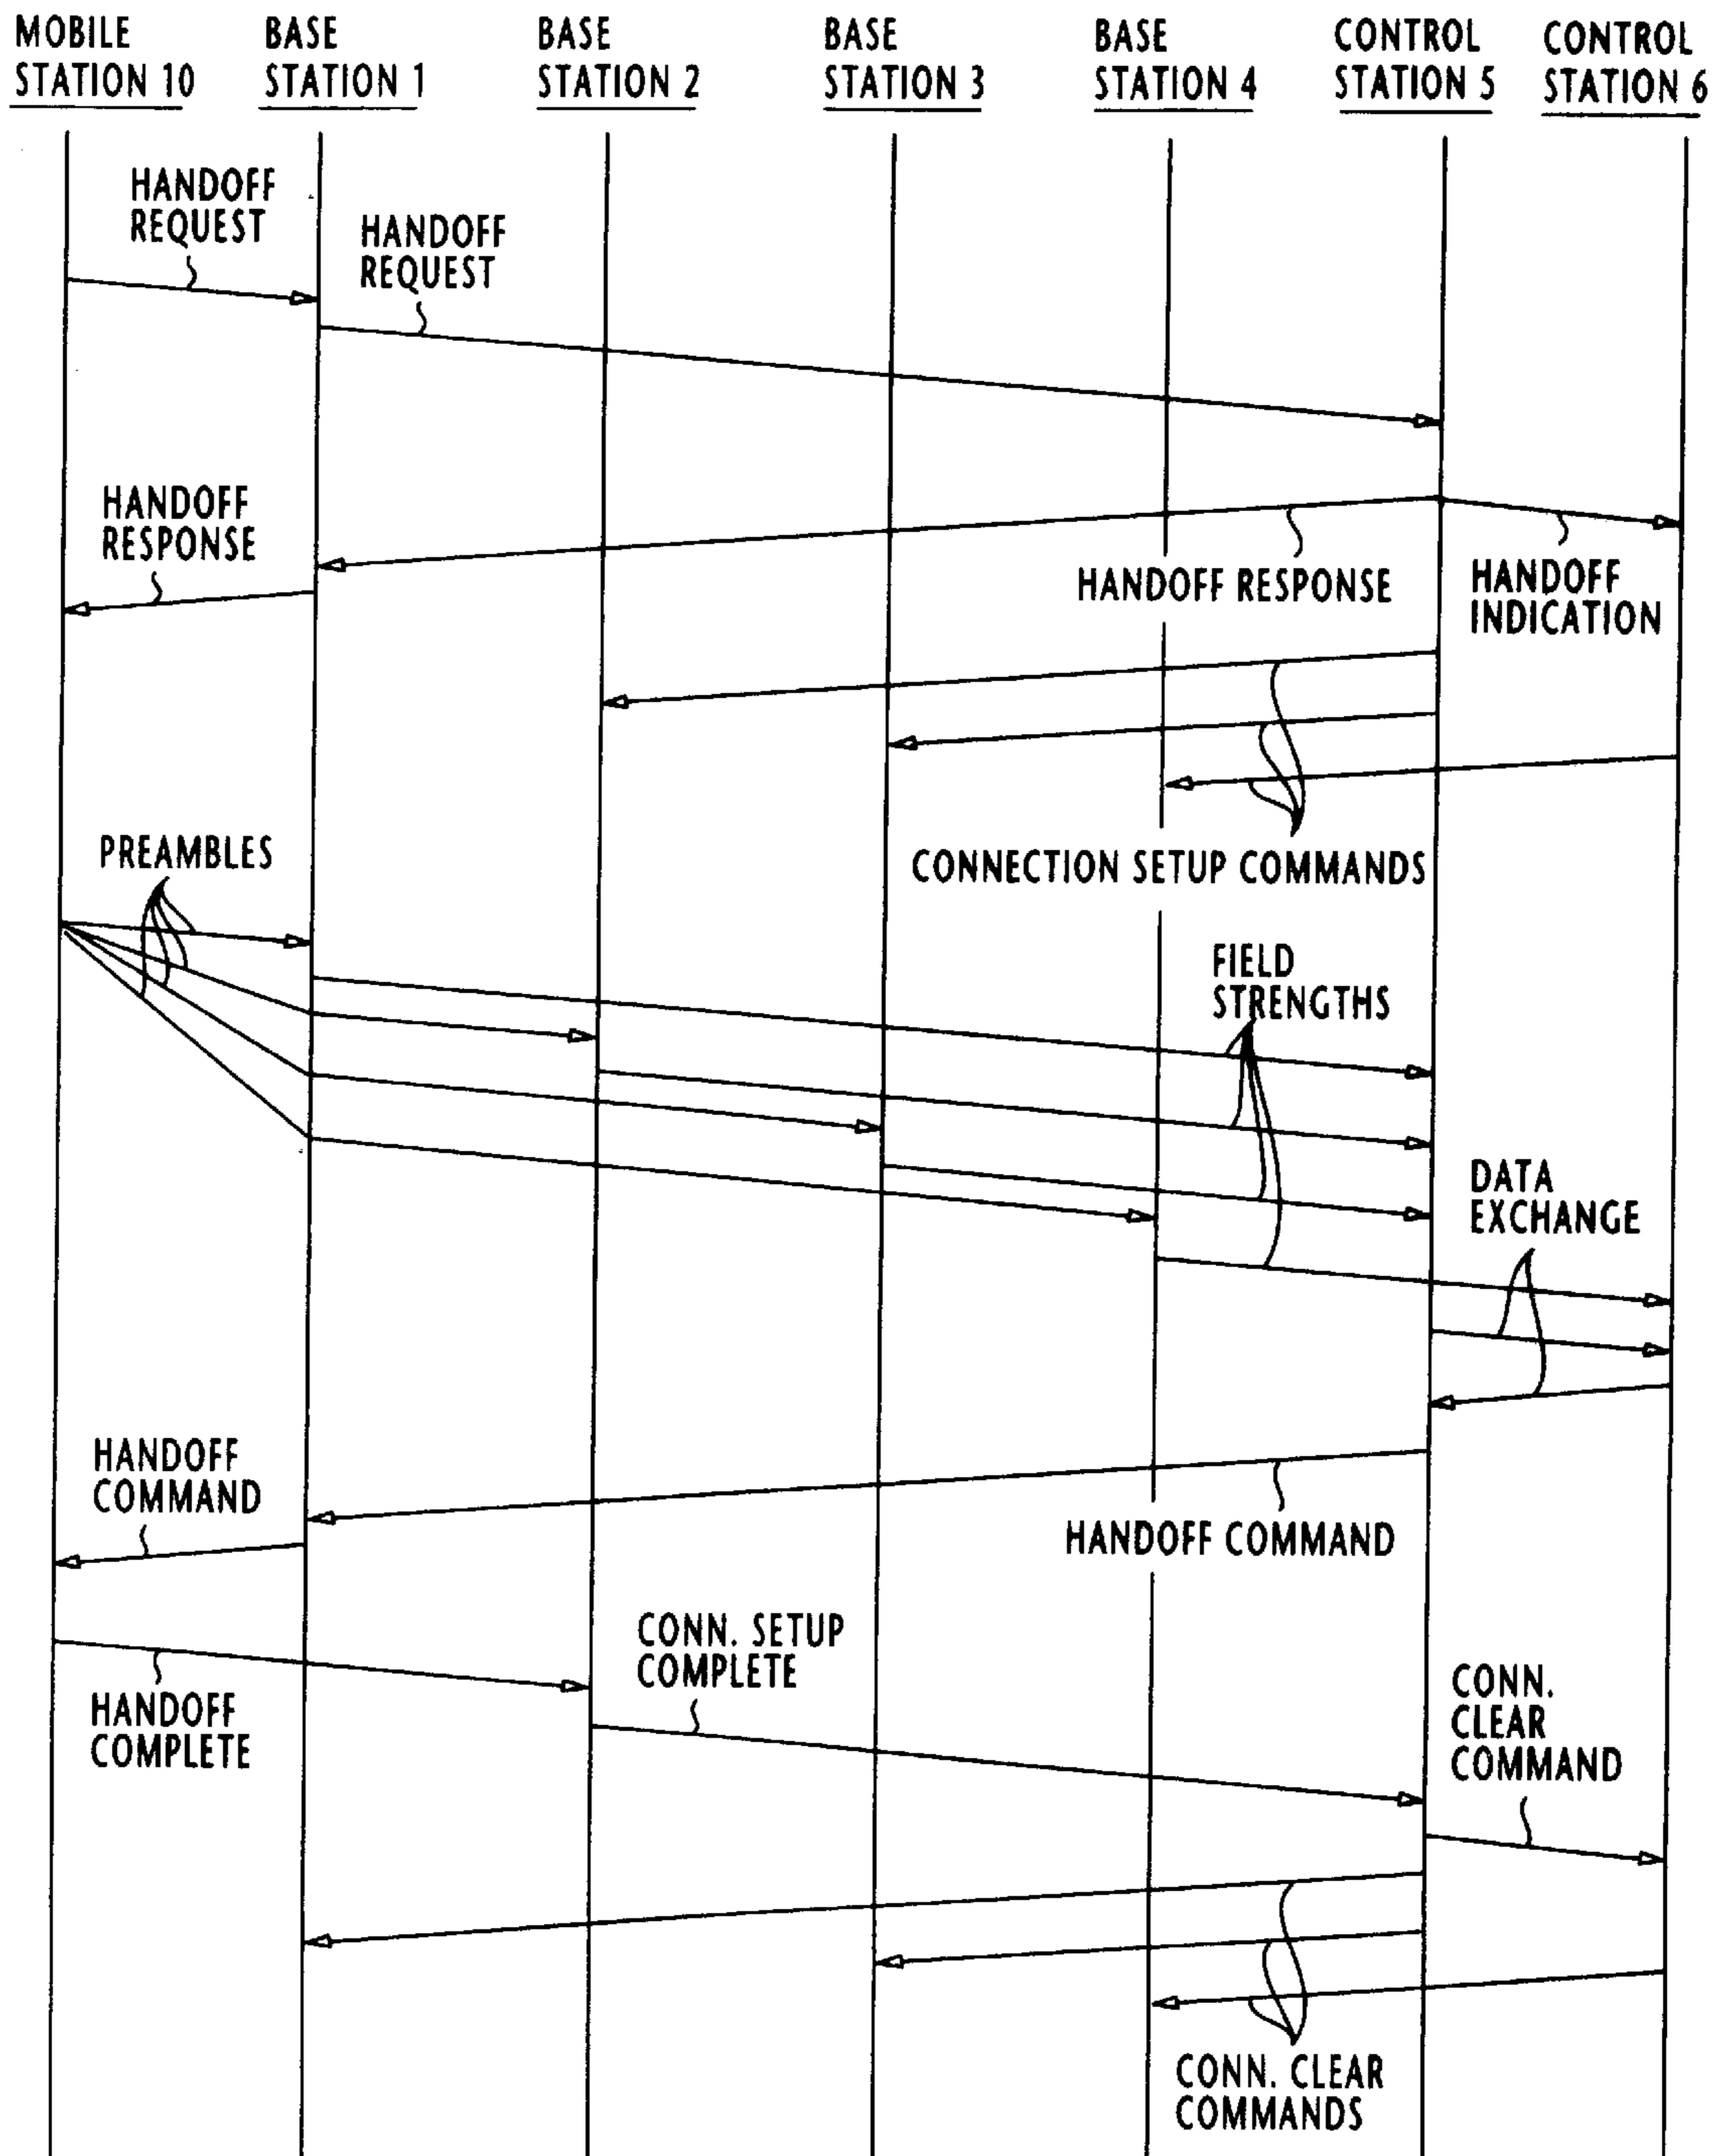 MOBILE
STATION 10
BASE
STATION 1
BASE
STATION 2
BASE
STATION 3
BASE
STATION 4
CONTROL
STATION 5
CONTROL
STATION 6
HANDOFF
REQUEST
HANDOFF
REQUEST
HANDOFF
RESPONSE
HANDOFF RESPONSE
HANDOFF
INDICATION
PREAMBLES
CONNECTION SETUP COMMANDS
FIELD
STRENGTHS
DATA
EXCHANGE
HANDOFF
COMMAND
HANDOFF COMMAND
HANDOFF
COMPLETE
CONN. SETUP
COMPLETE
CONN.
CLEAR
COMMAND
CONN. CLEAR
COMMANDS